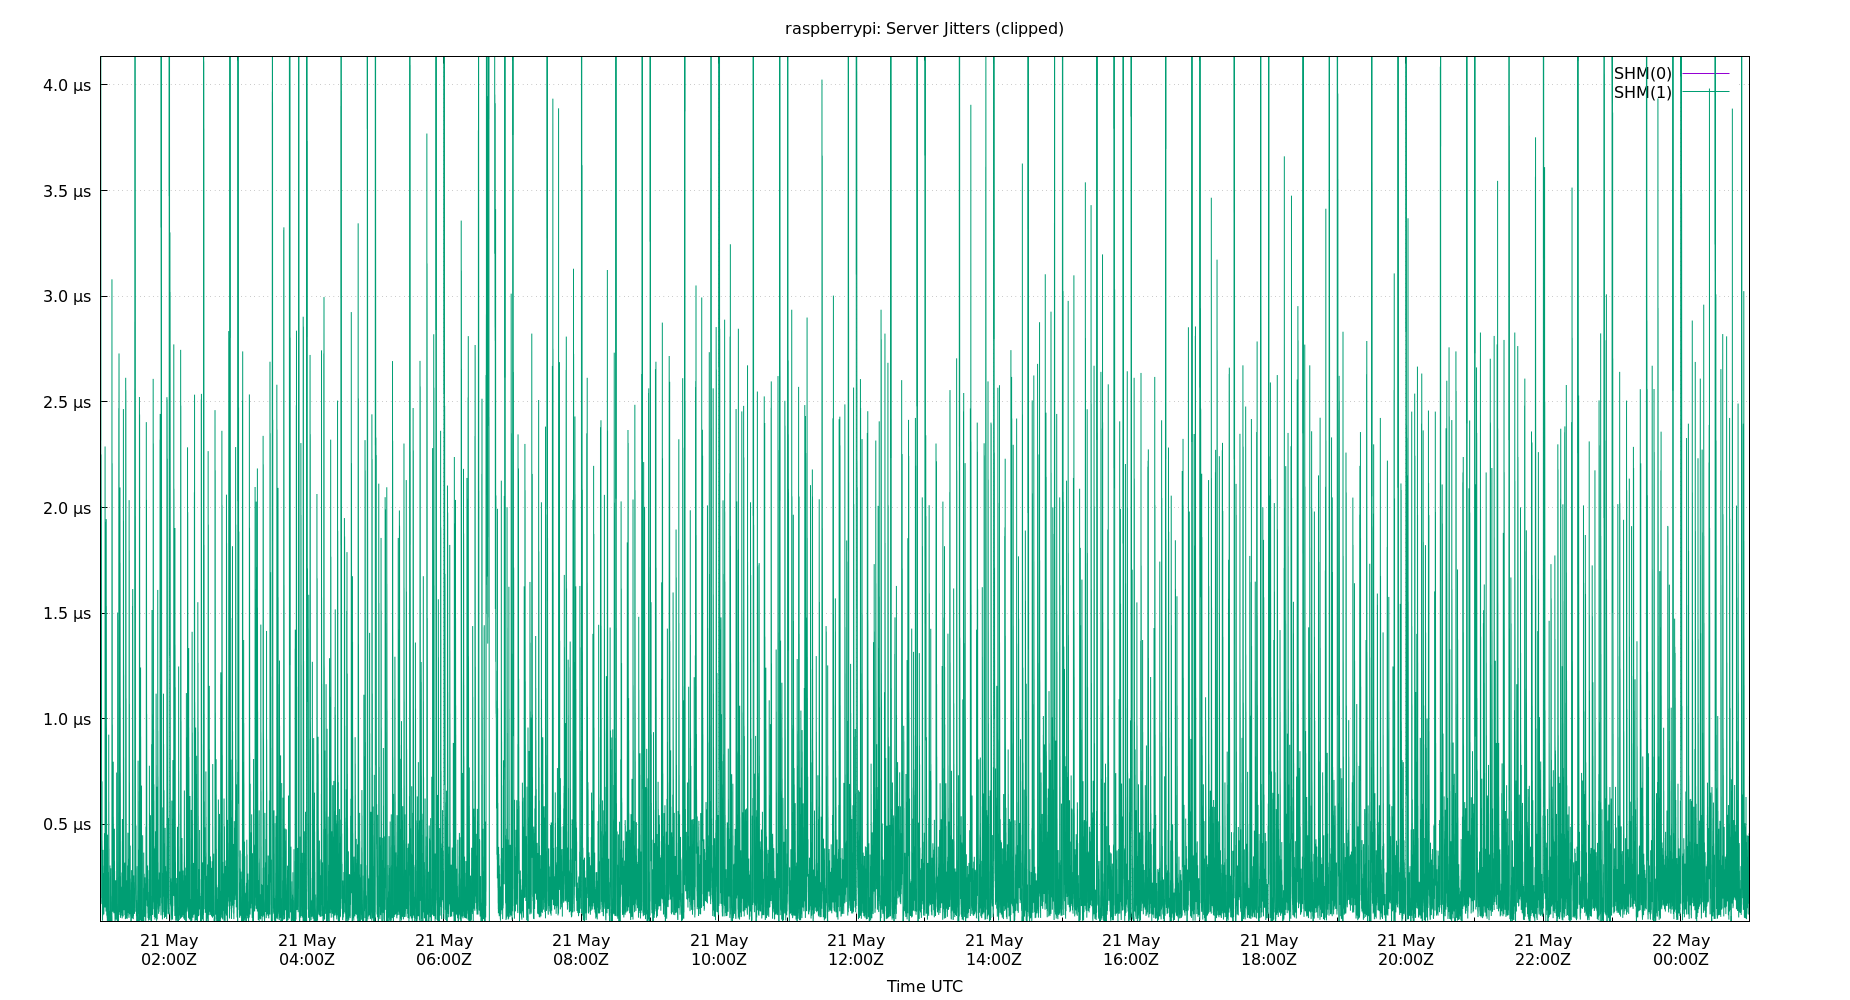 raspberrypi: Server Jitters (clipped)
4.0 µs
3.5 µs
3.0 µs
2.5 µs
2.0 µs
1.5 µs
1.0 µs
0.5 µs
SHM(0)
SHM(1)
21 May 21 May 21 May 21 May 21 May 21 May 21 May 21 May 21 May 21 May 21 May 22 May
02:00Z 04:00Z 06:00Z 08:00Z 10:00Z 12:00Z 14:00Z 16:00Z 18:00Z 20:00Z 22:00Z 00:00Z
Time UTC